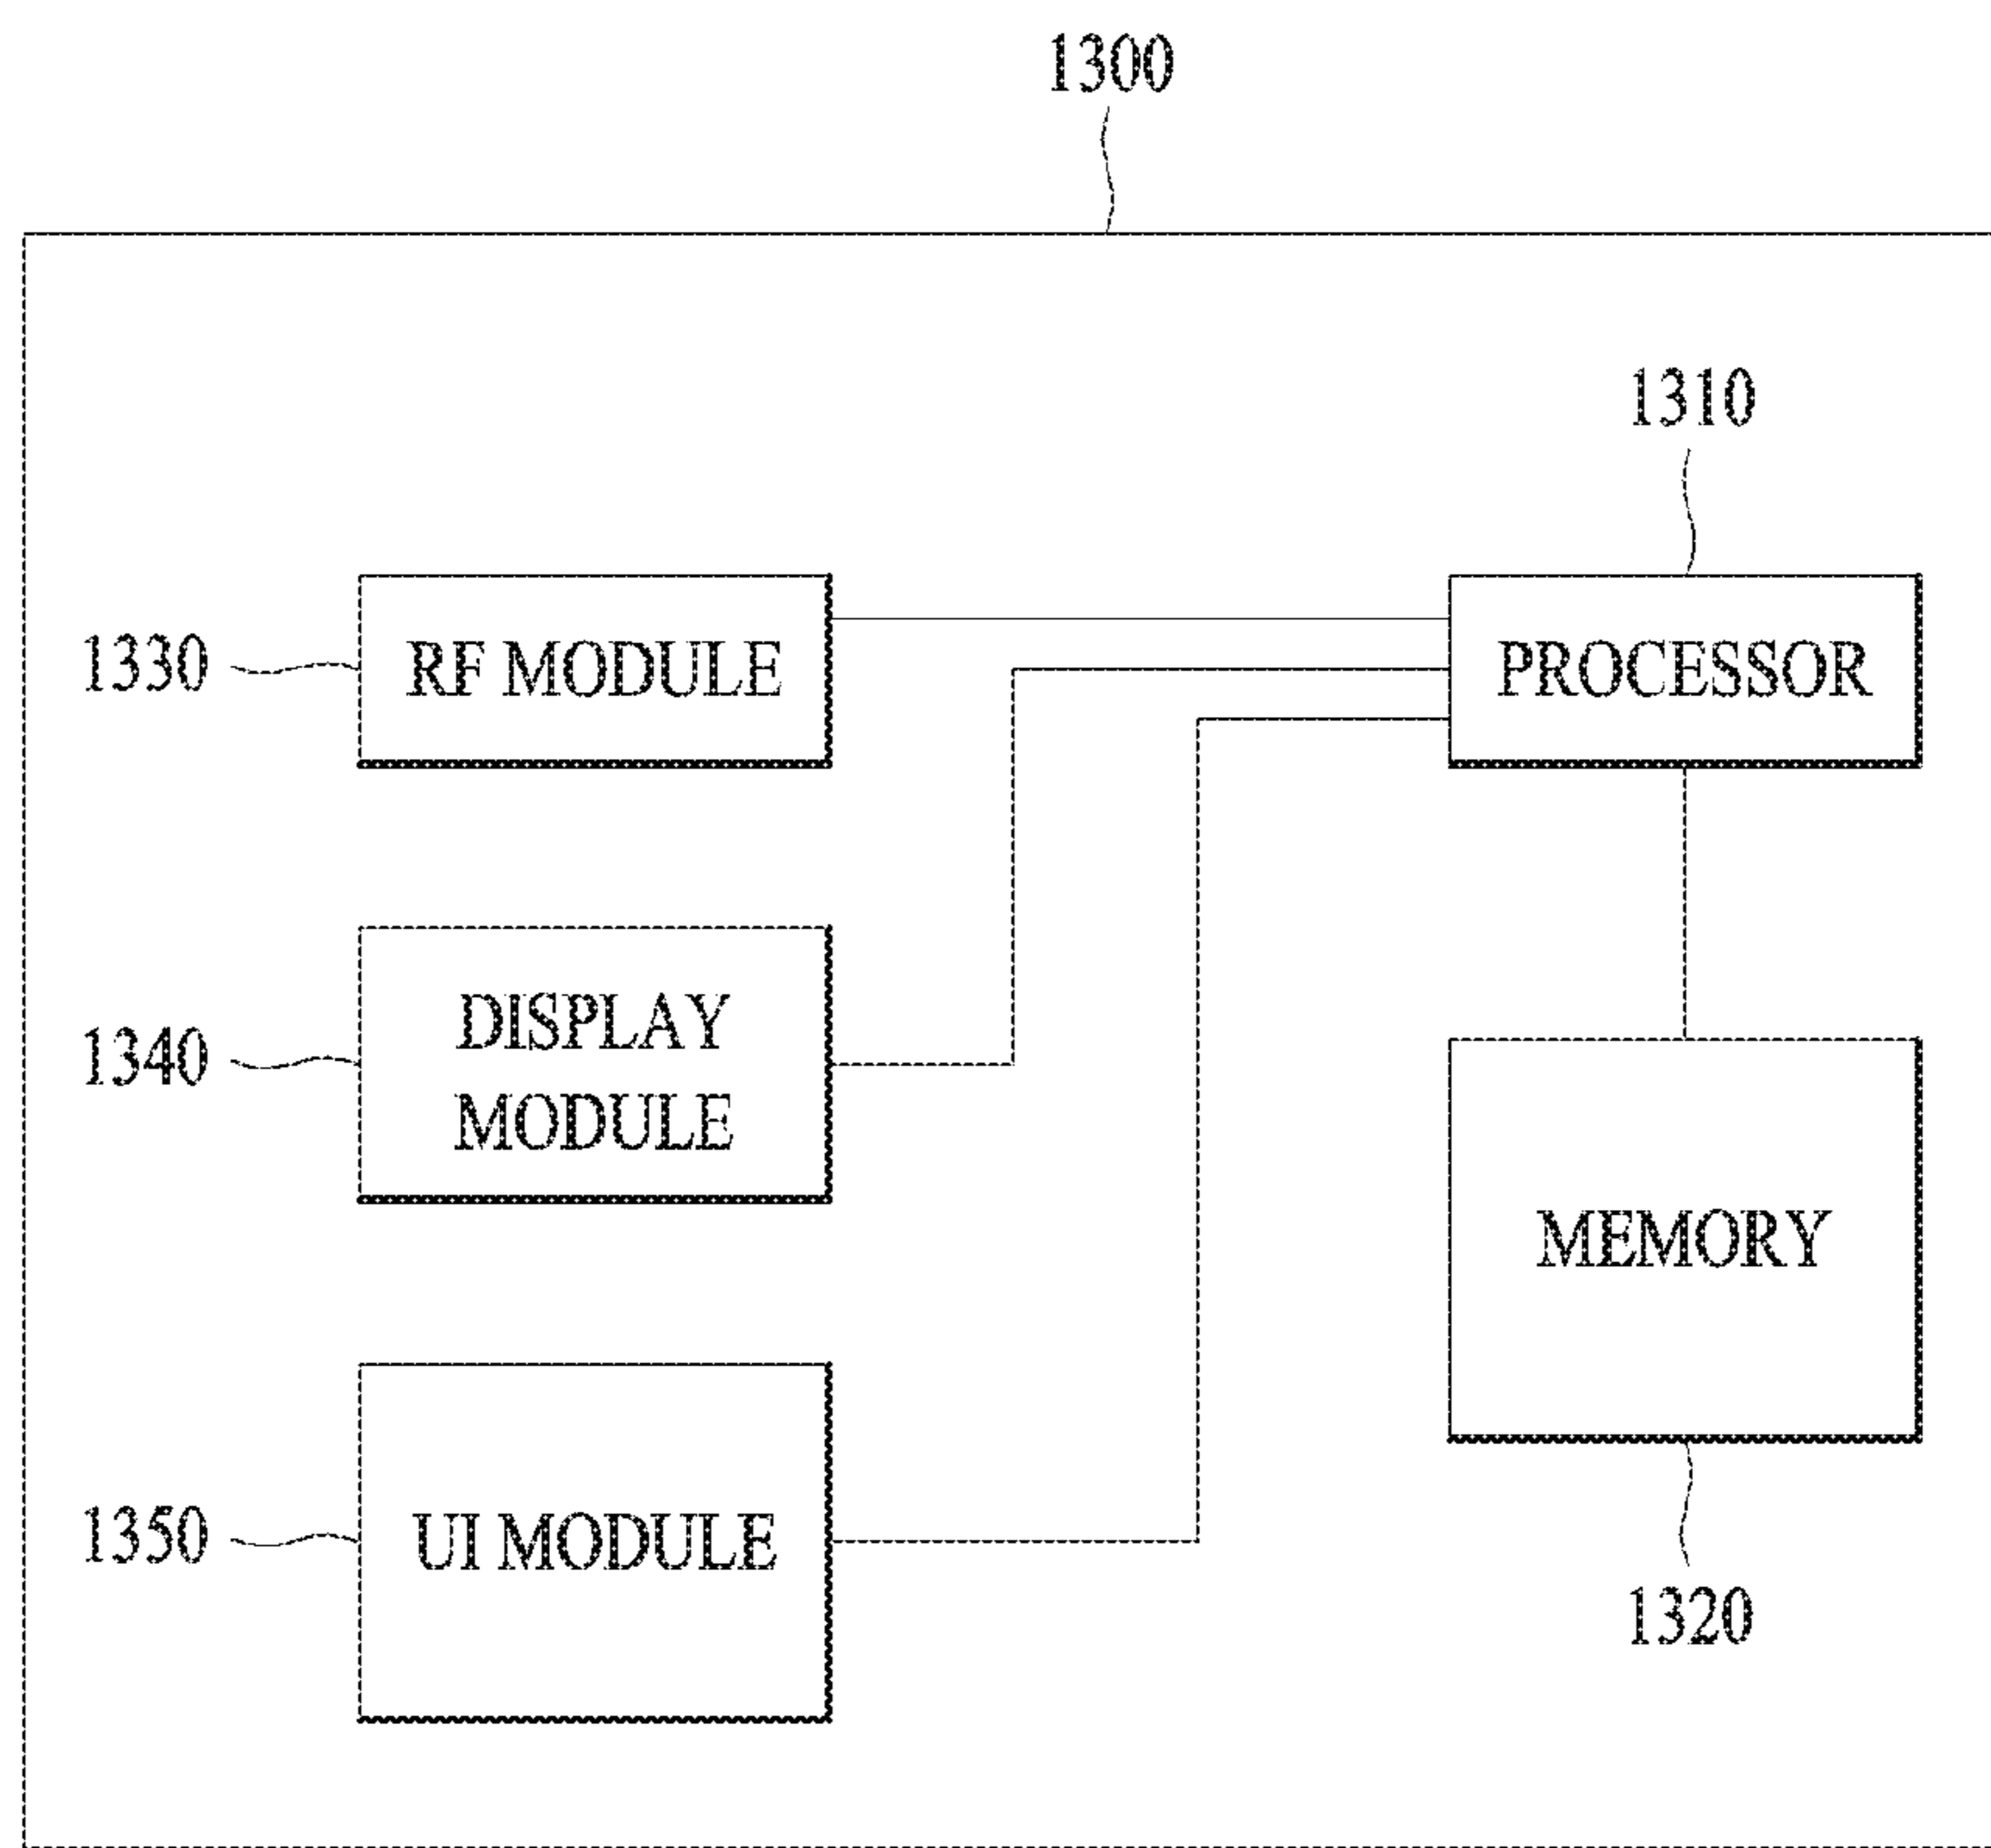 1300
1310
1330
RF MODULE
PROCESSOR
1340
DISPLAY
MODULE
MEMORY
1350
UI MODULE
1320